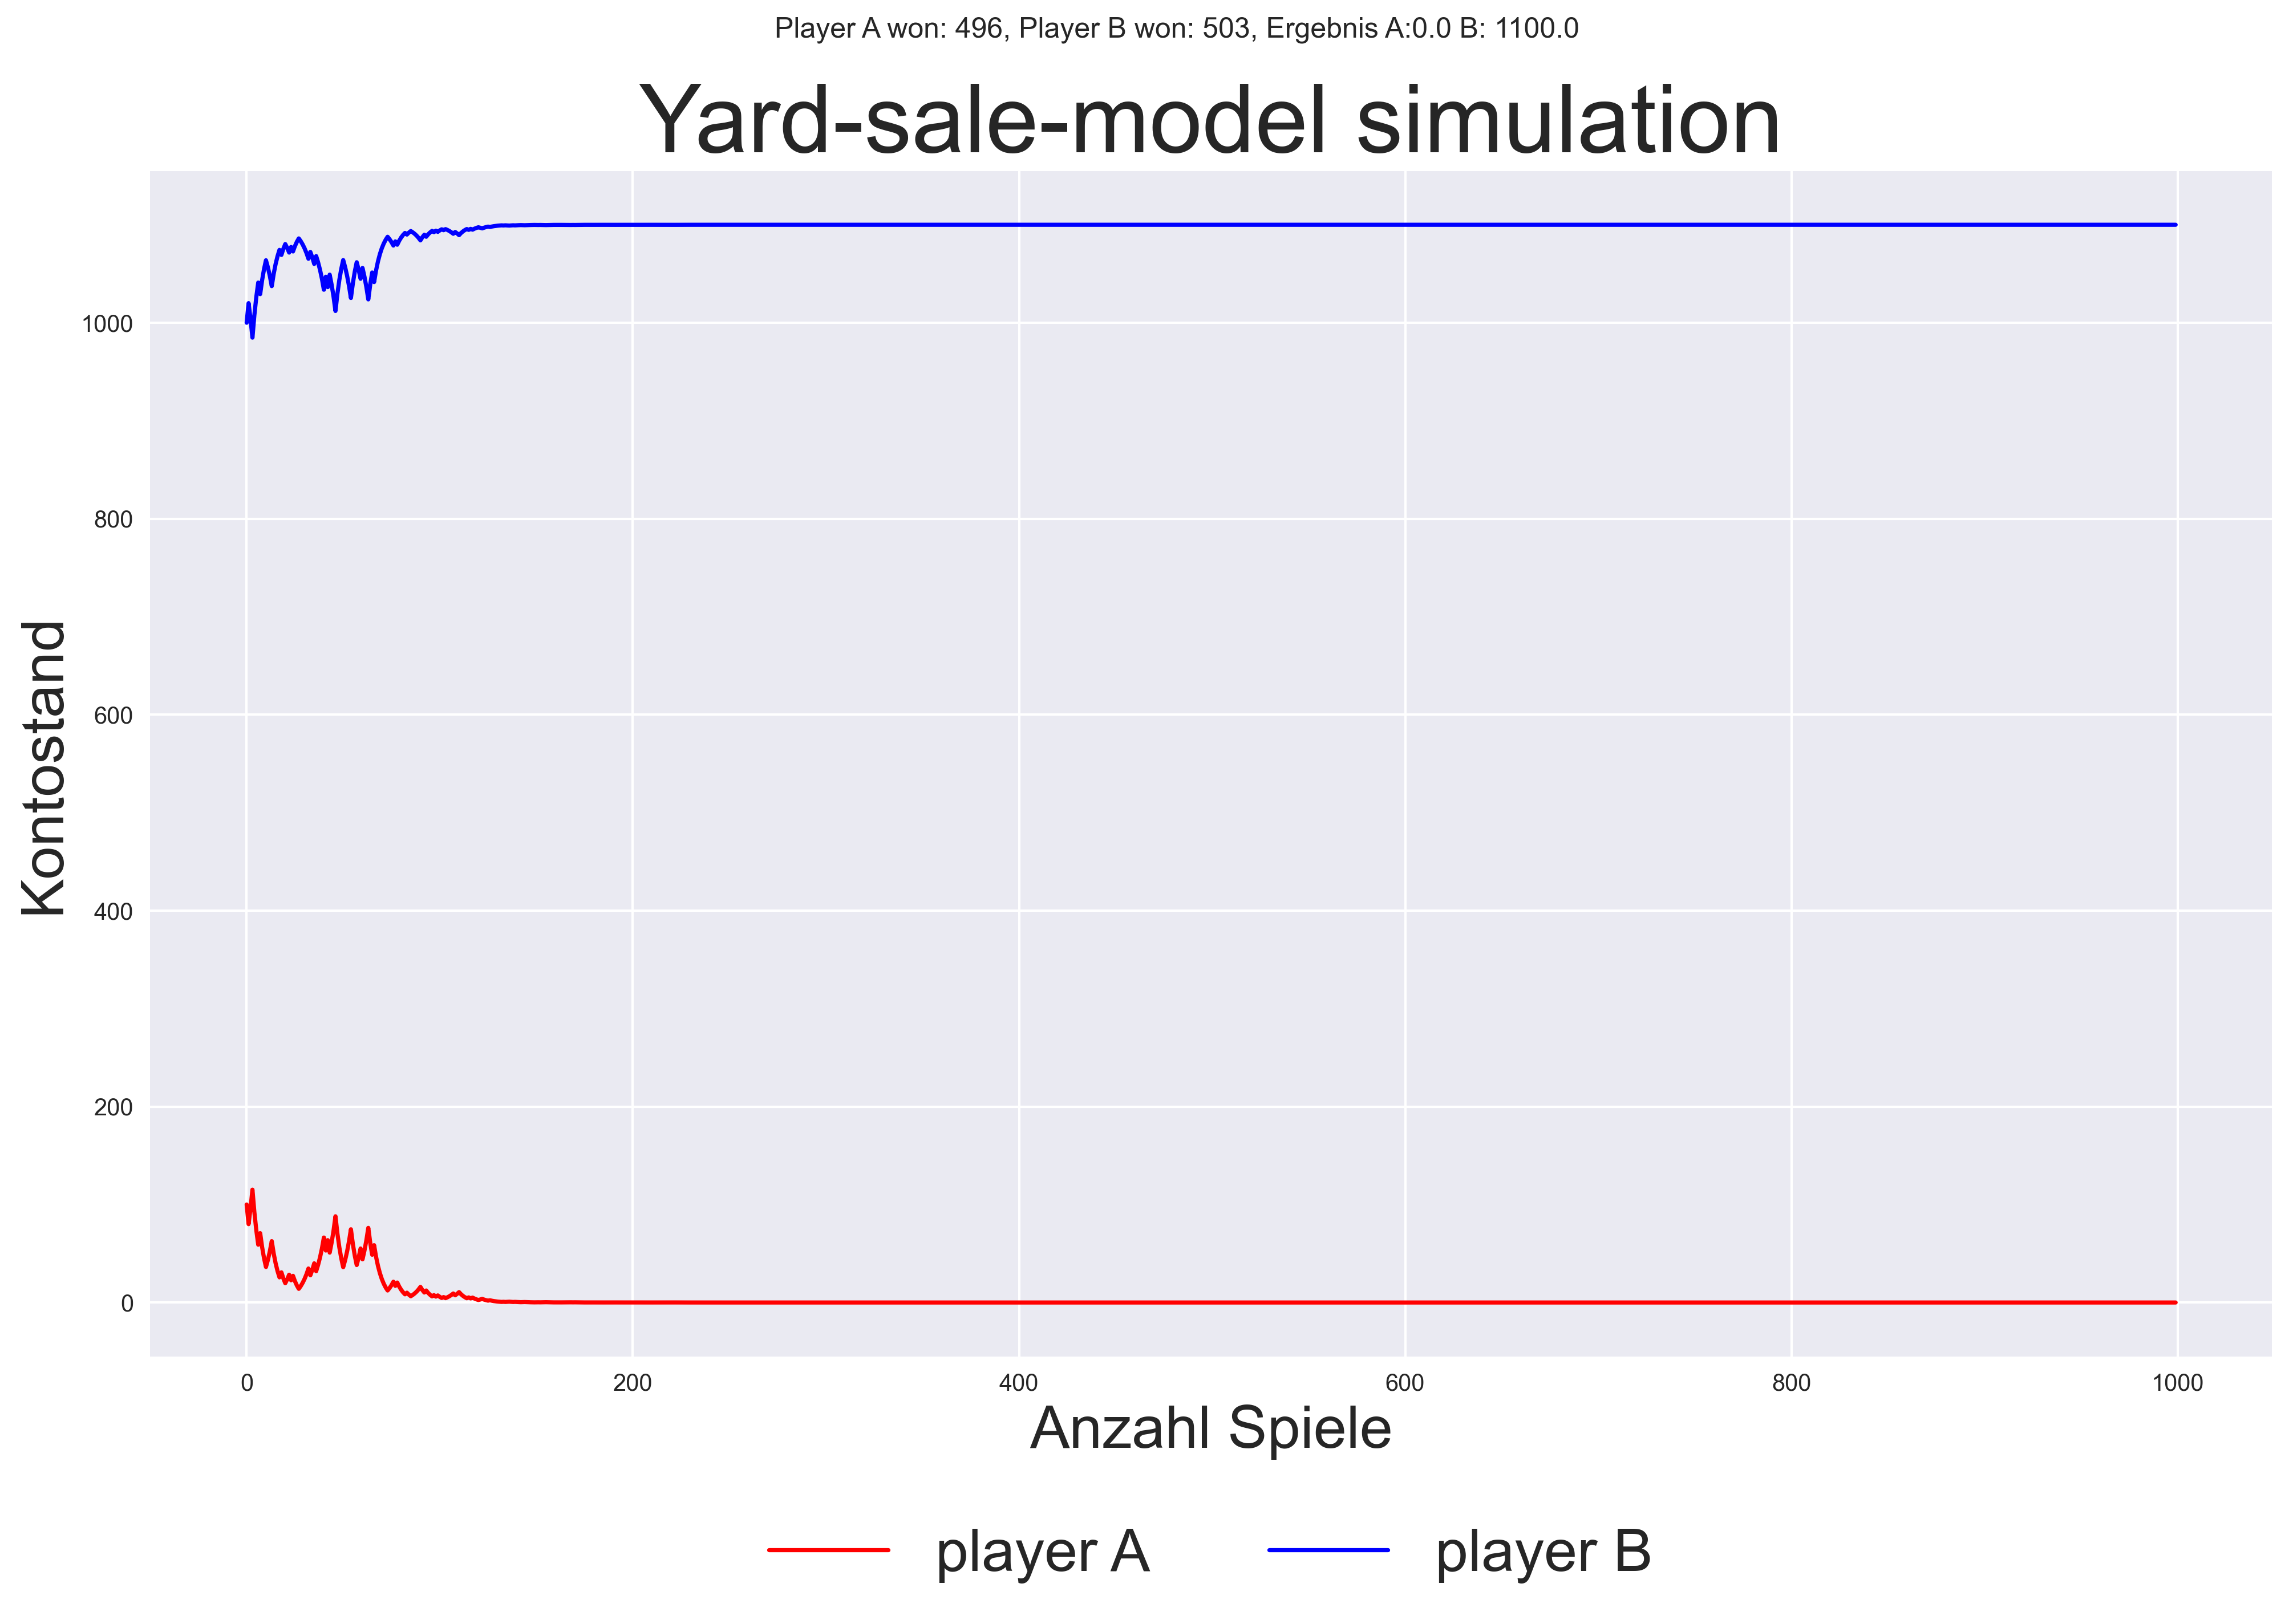 Player A won: 496, Player B won: 503, Ergebnis A:0.0 B: 1100.0
Yard-sale-model simulation
Kontostand
1000
800
600
400
200
0
0 200 400 600 800 1000
Anzahl Spiele
player A player B